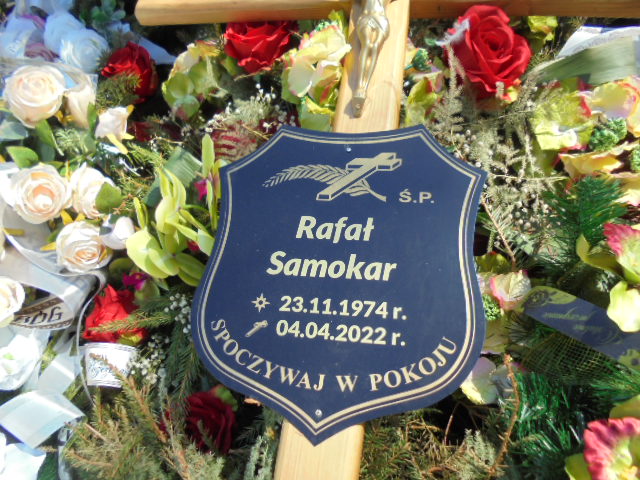 Ś.P.
Rafał
Samokar
23.11.1974 r.
04.04.2022 r.
SPOCZYWAJ W POKOJU